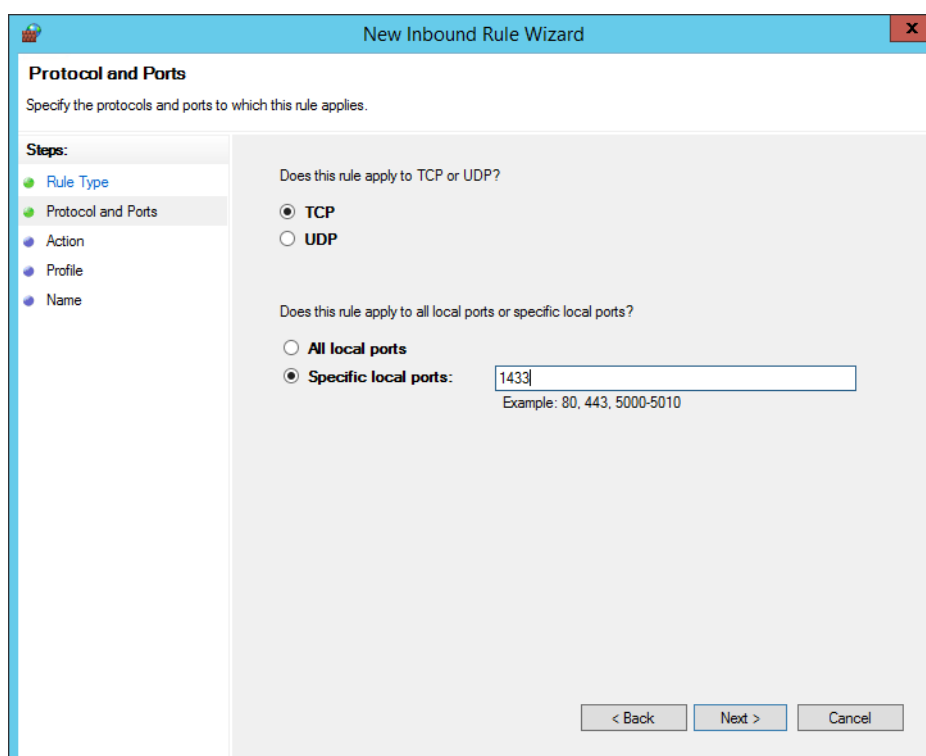 New Inbound Rule Wizard
x
Protocol and Ports
Specify the protocols and ports to which this rule applies.
Steps:
Rule Type
Protocol and Ports
Action
Profile
Name
Does this rule apply to TCP or UDP?
TCP
UDP
Does this rule apply to all local ports or specific local ports?
All local ports
Specific local ports: 1433
Example: 80, 443, 5000-5010
< Back Next > Cancel